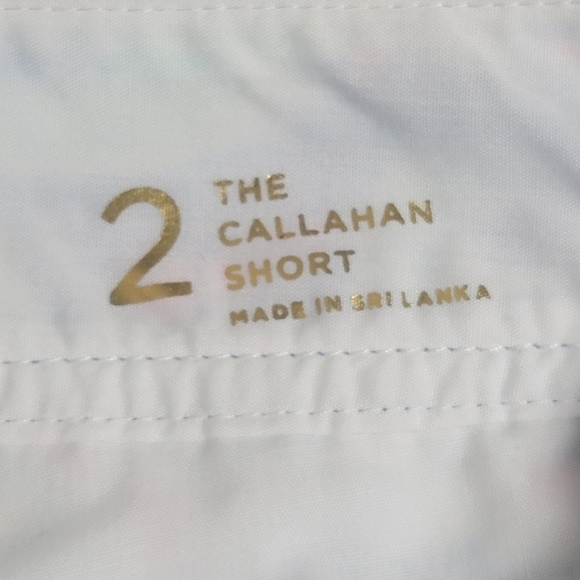 2
THE
CALLAHAN
SHORT
MADE IN SRI LANKA